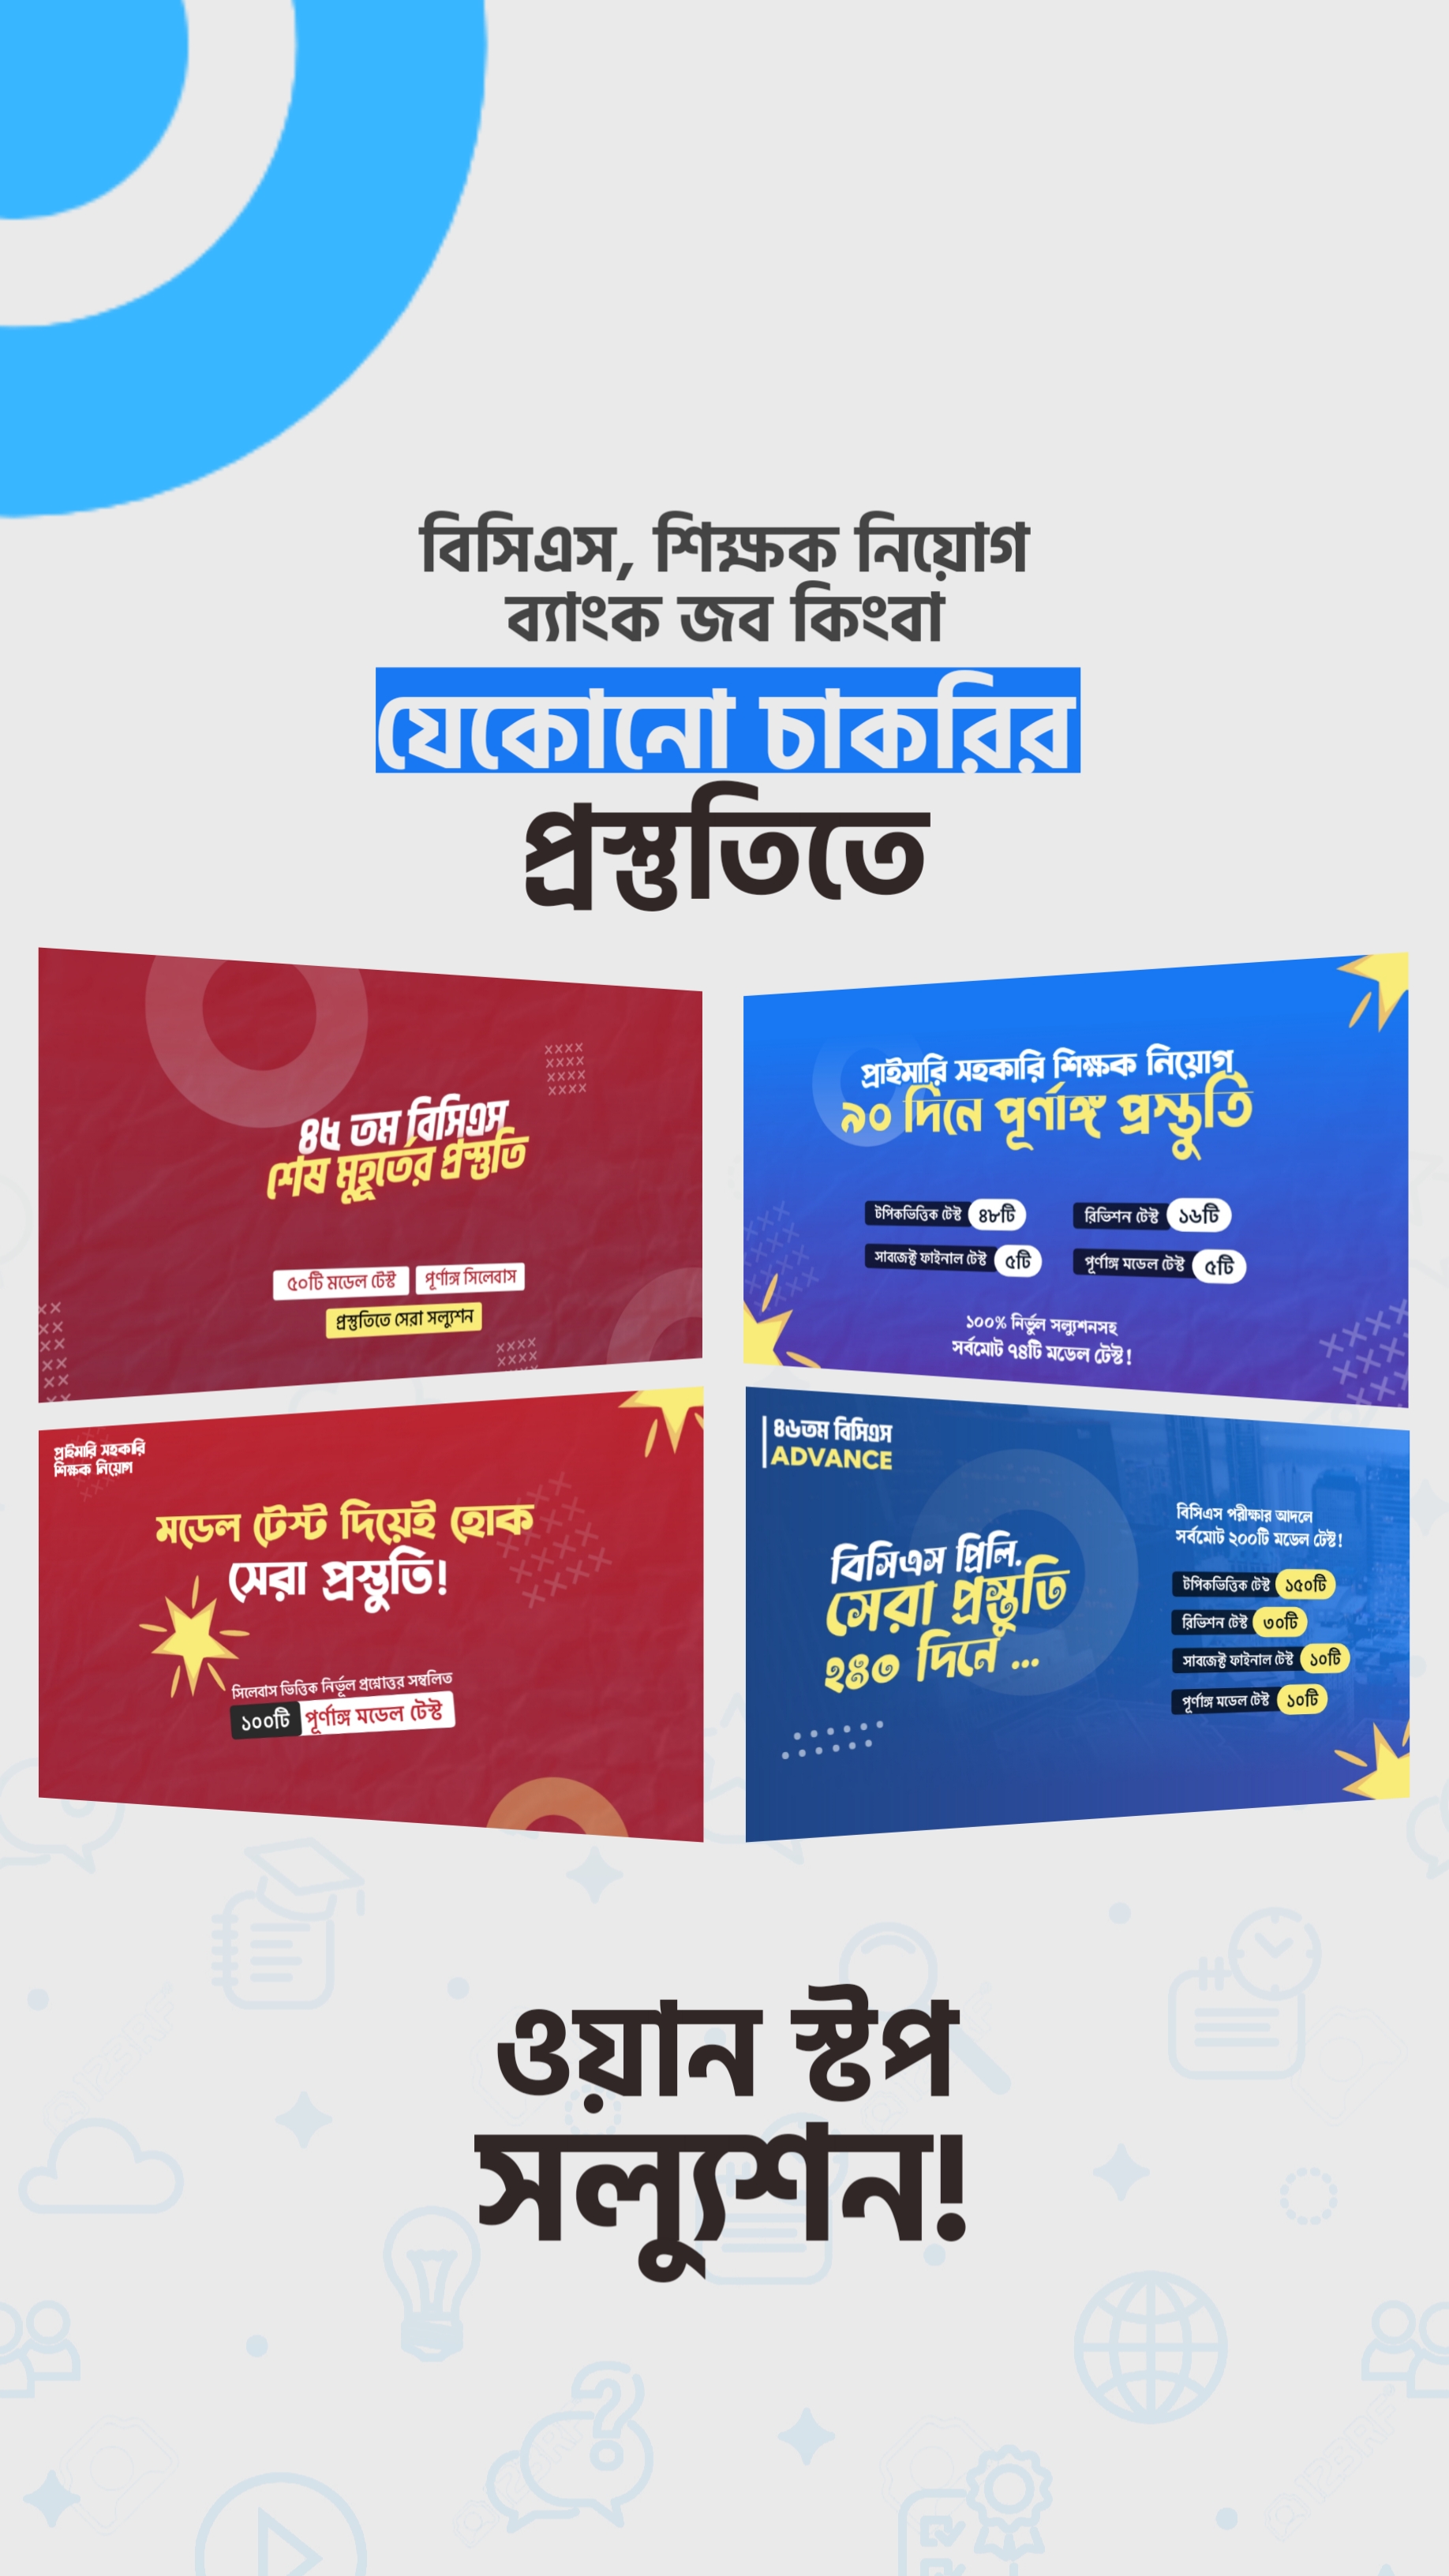 বিসিএস, শিক্ষক নিয়োগ
ব্যাংক জব কিংবা
যেকোনো চাকরির
প্রস্তুতিতে
৪৫ তম বিসিএস
শেষ মুহূর্তের প্রস্তুতি
৫০টি মডেল টেস্ট পূর্ণাঙ্গ সিলেবাস
প্রস্তুতিতে সেরা সল্যুশন
প্রাইমারি সহকারি শিক্ষক নিয়োগ
৯০ দিনে পূর্ণাঙ্গ প্রস্তুতি
টপিকভিত্তিক টেস্ট ৪৮টি রিভিশন টেস্ট ১৬টি
সাবজেক্ট ফাইনাল টেস্ট ৫টি পূর্ণাঙ্গ মডেল টেস্ট ৫টি
১০০% নির্ভুল সল্যুশনসহ
সর্বমোট ৭৪টি মডেল টেস্ট!
প্রাইমারি সহকারি
শিক্ষক নিয়োগ
মডেল টেস্ট দিয়েই হোক
সেরা প্রস্তুতি!
সিলেবাস ভিত্তিক নির্ভূল প্রশ্নোত্তর সম্বলিত
১০০টি পূর্ণাঙ্গ মডেল টেস্ট
৪৬তম বিসিএস
ADVANCE
বিসিএস প্রিলি.
সেরা প্রস্তুতি
২৪০ দিনে ...
বিসিএস পরীক্ষার আদলে
সর্বমোট ২০০টি মডেল টেস্ট!
টপিকভিত্তিক টেস্ট ১৫০টি
রিভিশন টেস্ট ৩০টি
সাবজেক্ট ফাইনাল টেস্ট ১০টি
পূর্ণাঙ্গ মডেল টেস্ট ১০টি
ওয়ান স্টপ
সল্যুশন!
123RF